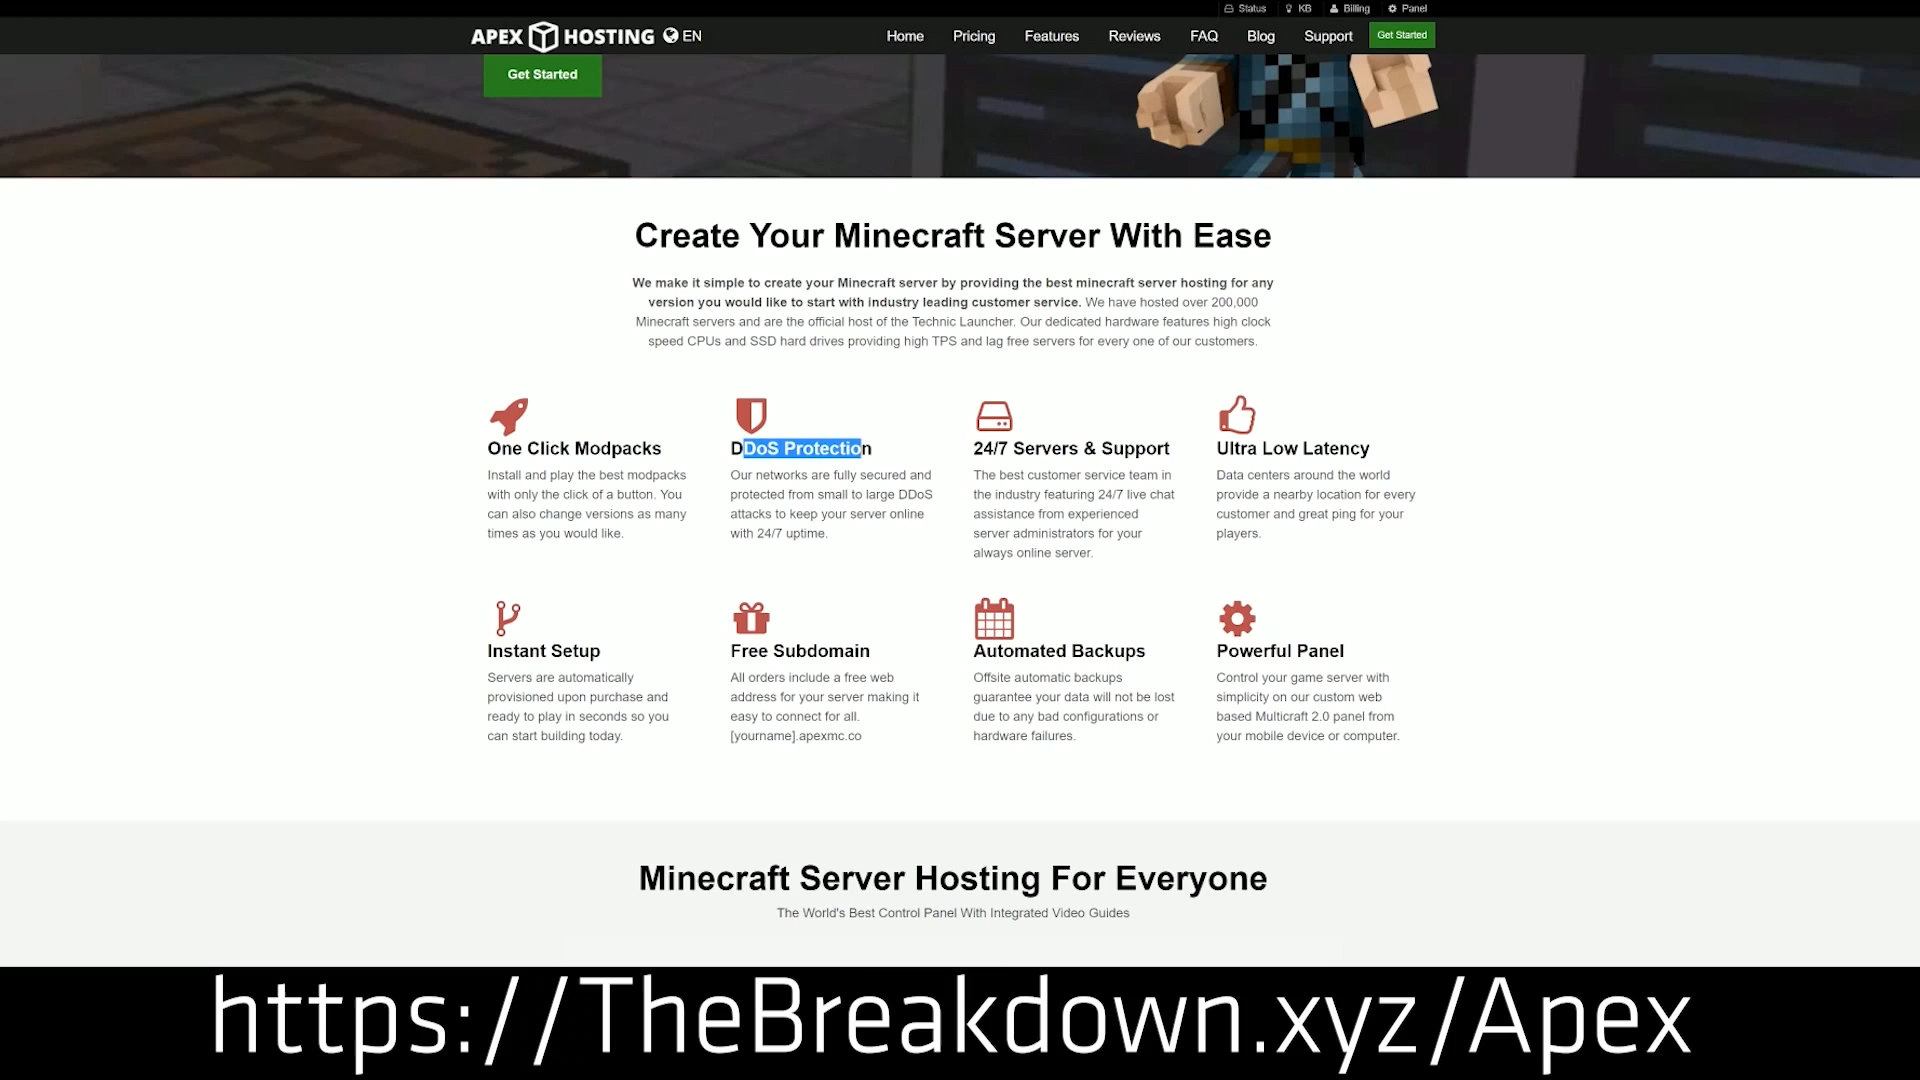 Status KB Billing Panel
APEX HOSTING EN Home Pricing Features Reviews FAQ Blog Support Get Started
Get Started
Create Your Minecraft Server With Ease
We make it simple to create your Minecraft server by providing the best minecraft server hosting for any
version you would like to start with industry leading customer service. We have hosted over 200,000
Minecraft servers and are the official host of the Technic Launcher. Our dedicated hardware features high clock
speed CPUs and SSD hard drives providing high TPS and lag free servers for every one of our customers.
One Click Modpacks
Install and play the best modpacks
with only the click of a button. You
can also change versions as many
times as you would like.
DDoS Protection
Our networks are fully secured and
protected from small to large DDoS
attacks to keep your server online
with 24/7 uptime.
24/7 Servers & Support
The best customer service team in
the industry featuring 24/7 live chat
assistance from experienced
server administrators for your
always online server.
Ultra Low Latency
Data centers around the world
provide a nearby location for every
customer and great ping for your
players.
Instant Setup
Servers are automatically
provisioned upon purchase and
ready to play in seconds so you
can start building today.
Free Subdomain
All orders include a free web
address for your server making it
easy to connect for all.
[yourname].apexmc.co
Automated Backups
Offsite automatic backups
guarantee your data will not be lost
due to any bad configurations or
hardware failures.
Powerful Panel
Control your game server with
simplicity on our custom web
based Multicraft 2.0 panel from
your mobile device or computer.
Minecraft Server Hosting For Everyone
The World's Best Control Panel With Integrated Video Guides
https://TheBreakdown.xyz/Apex